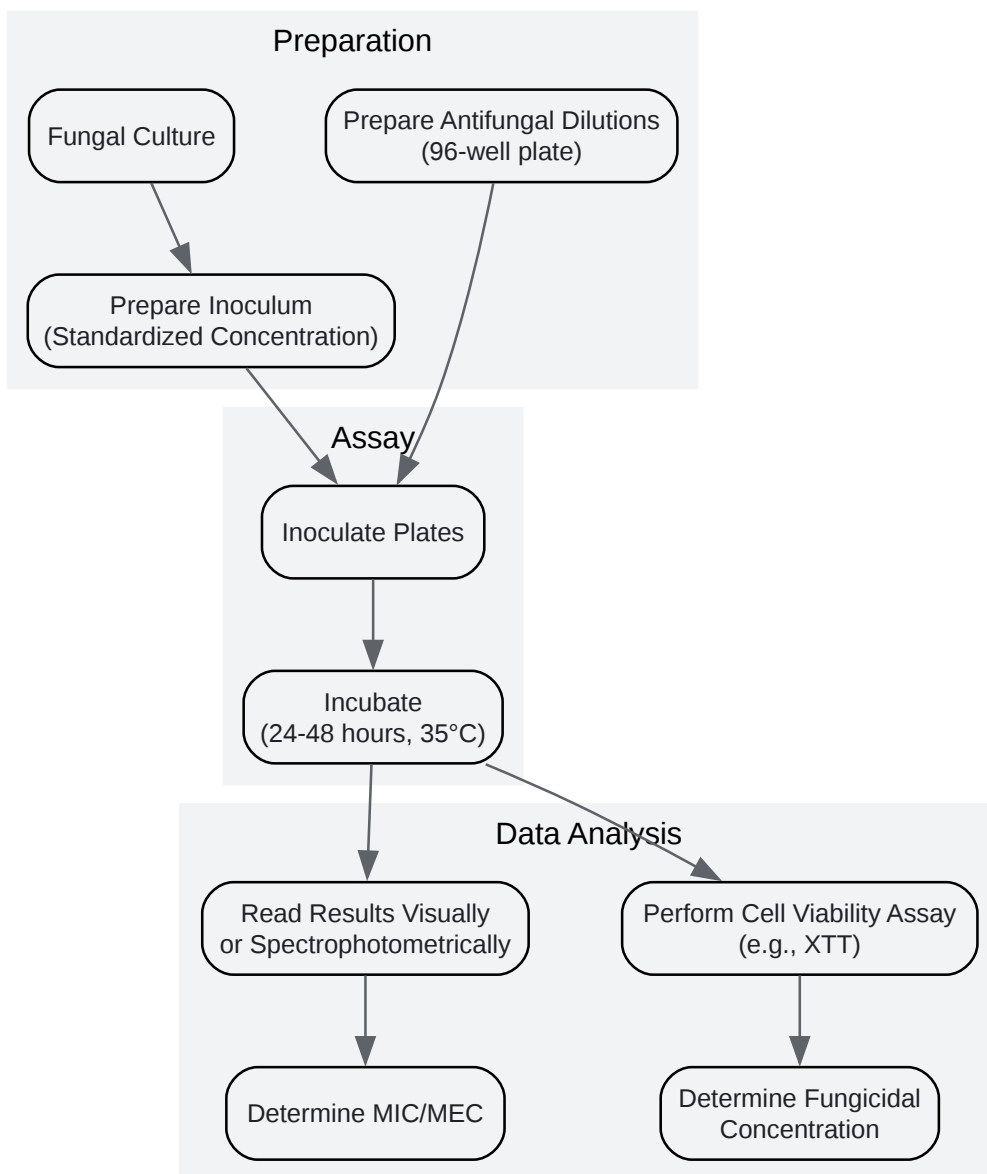 Preparation
Fungal Culture
Prepare Antifungal Dilutions
(96-well plate)
Prepare Inoculum
(Standardized Concentration)
Assay
Inoculate Plates
Incubate
(24-48 hours, 35°C)
Data Analysis
Read Results Visually
or Spectrophotometrically
Perform Cell Viability Assay
(e.g., XTT)
Determine MIC/MEC
Determine Fungicidal
Concentration